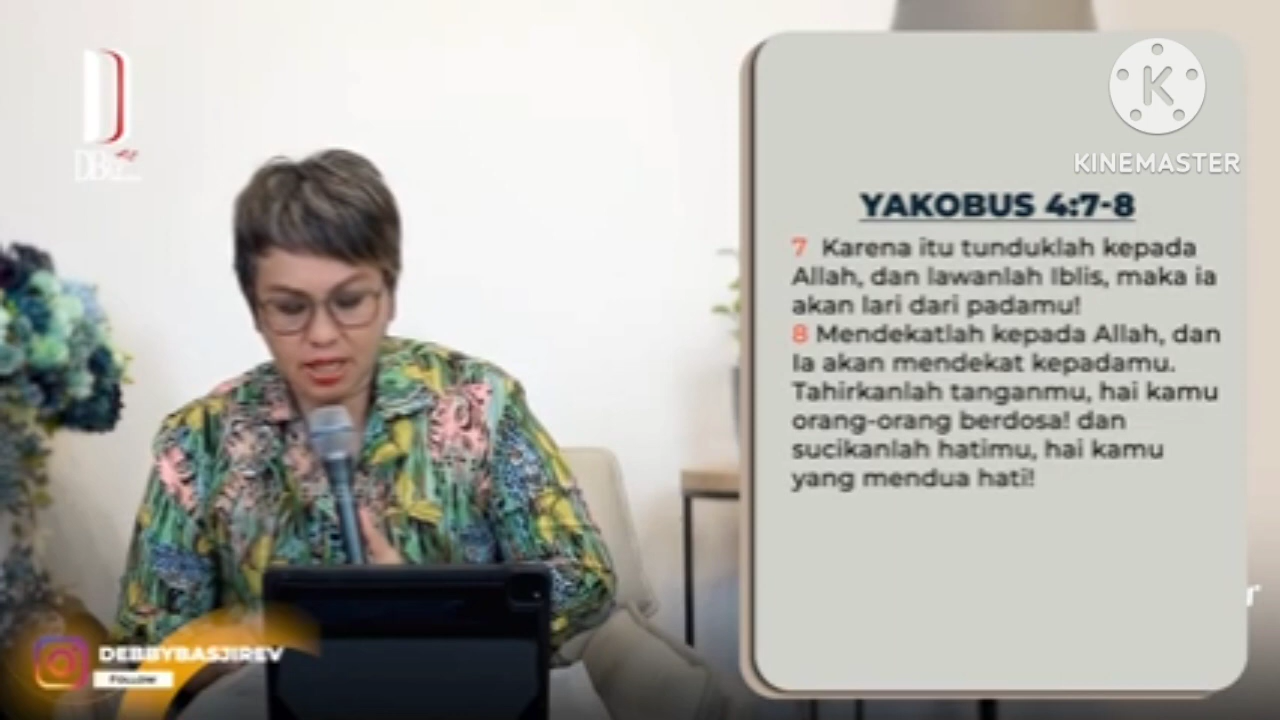 KINEMASTER
YAKOBUS 4:7-8
7 Karena itu tunduklah kepada
Allah, dan lawanlah Iblis, maka ia
akan lari dari padamu!
8 Mendekatlah kepada Allah, dan
Ia akan mendekat kepadamu.
Tahirkanlah tanganmu, hai kamu
orang-orang berdosa! dan
sucikanlah hatimu, hai kamu
yang mendua hati!
DEBBYBASJIREV
FOLLOW